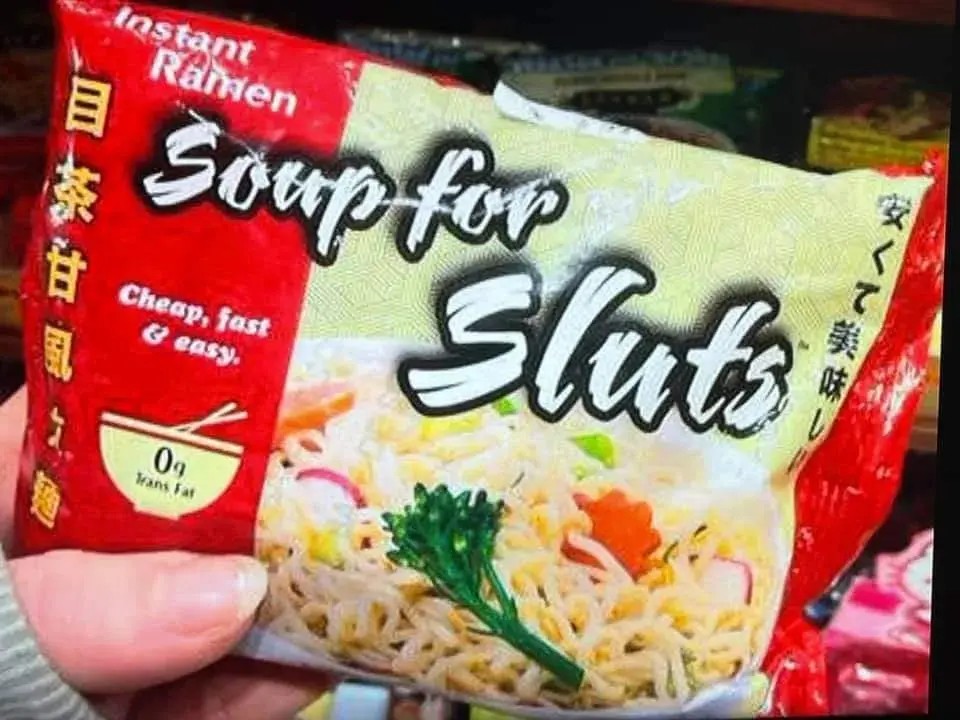 Instant
Ramen
Soup for
Sluts
Cheap, fast
& easy.
0g
Trans Fat
安くて美味し